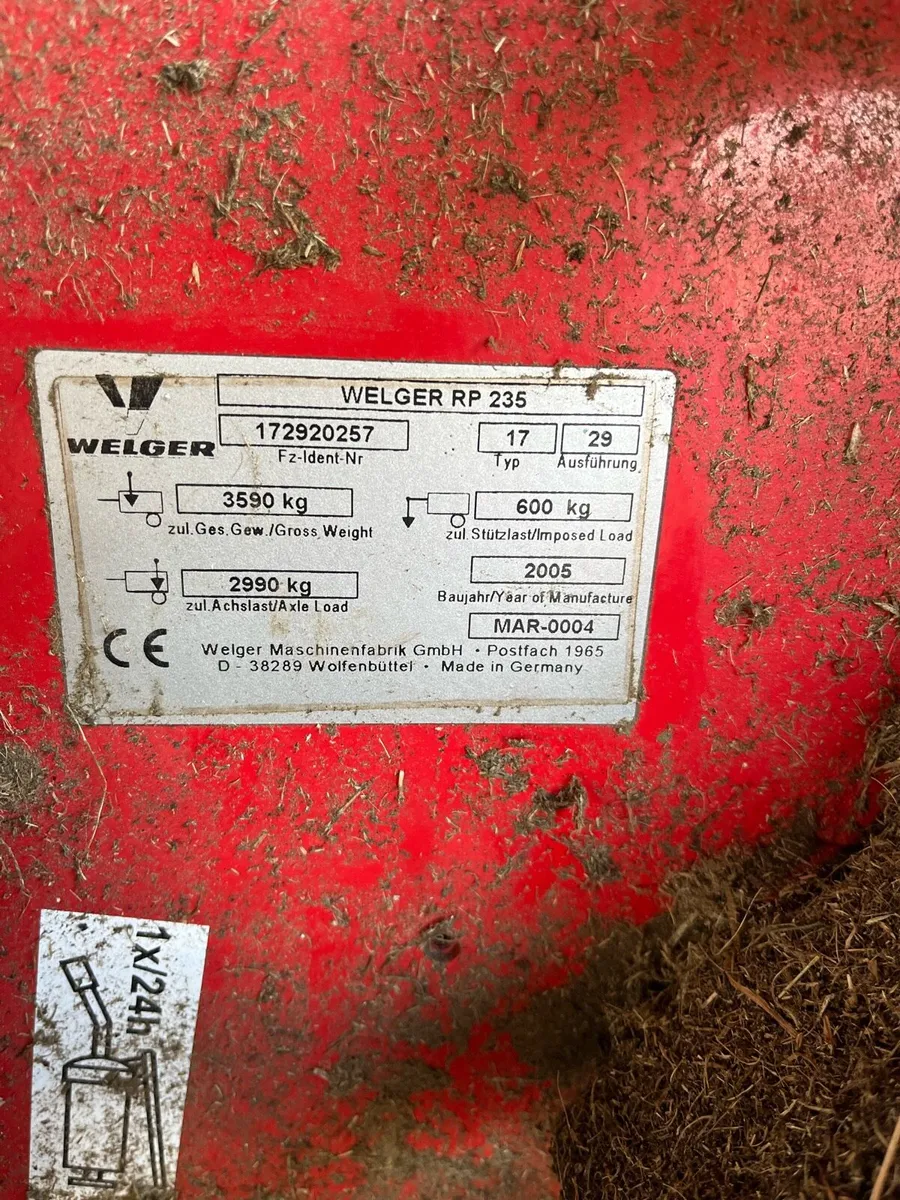 WELGER RP 235
WELGER
172920257
17
29
Fz-Ident-Nr
Typ
Ausführung
3590 kg
600 kg
zul.Ges.Gew./Gross Weight
zul.Stützlast/Imposed Load
2990 kg
2005
zul.Achslast/Axle Load
Baujahr/Year of Manufacture
MAR-0004
CE
Welger Maschinenfabrik GmbH · Postfach 1965
D - 38289 Wolfenbüttel · Made in Germany
1x/24h